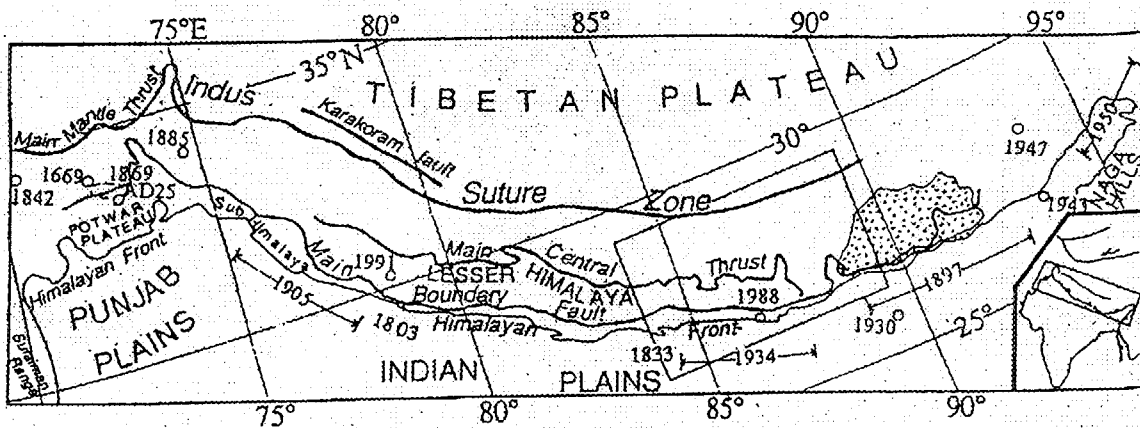 75°E
80°
85°
90°
95°
35°N
TIBETAN PLATEAU
Indus
Suture
Zone
Karakoram fault
Main Mantle Thrust
30°
1885
1669
1869
AD25
1842
POTWAR
PLATEAU
Sub Himalaya
Himalayan Front
PUNJAB
PLAINS
1905
1803
Main
Boundary
Fault
199
Main
Central
Thrust
LESSER
HIMALAYA
Himalayan
Front
1988
1833
1934
1930
1897
1947
1950
NAGA
HILLS
25°
INDIAN
PLAINS
Range
75°
80°
85°
90°